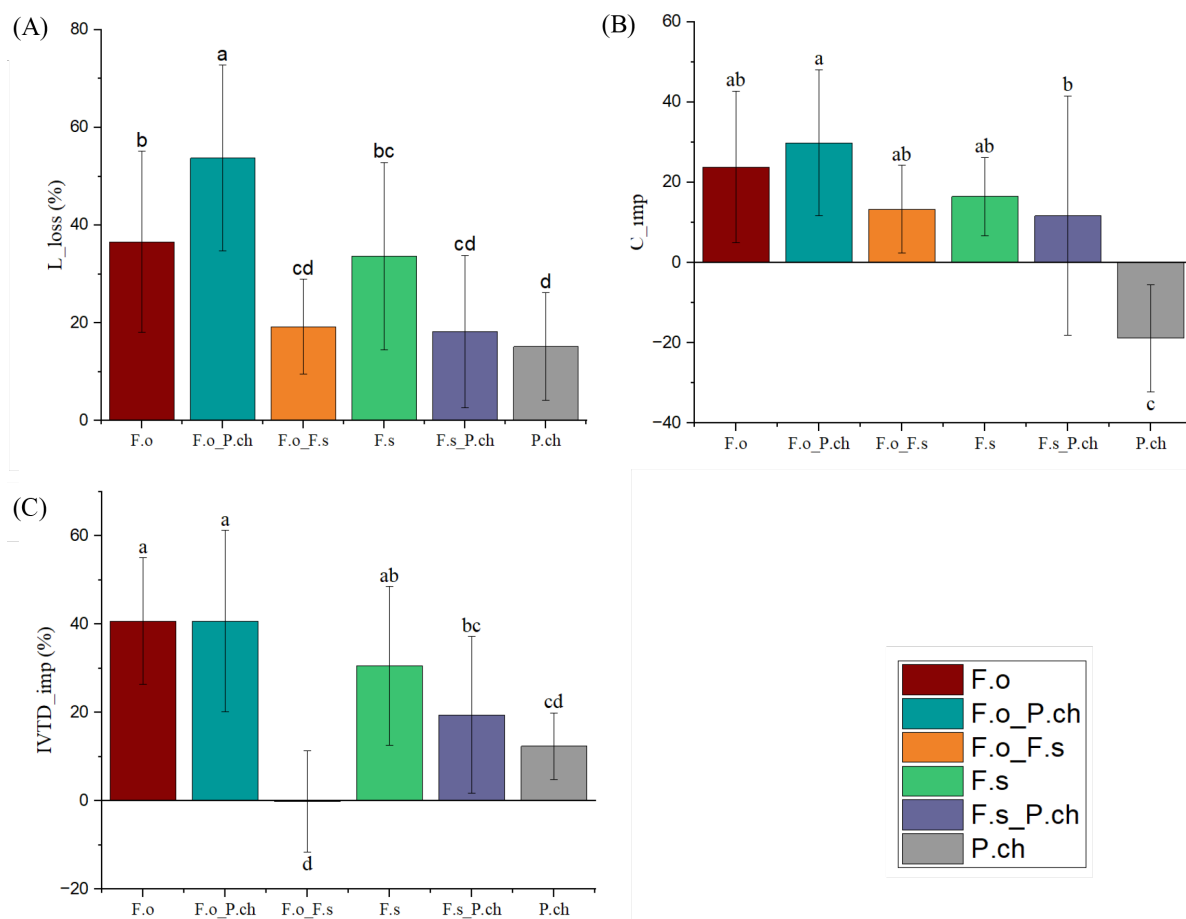 (A)
L_loss (%)
80
60
40
20
0
b
a
cd
bc
cd
d
F.o
F.o_P.ch
F.o_F.s
F.s
F.s_P.ch
P.ch
(B)
C_imp
60
40
20
0
−20
−40
ab
a
ab
ab
b
c
F.o
F.o_P.ch
F.o_F.s
F.s
F.s_P.ch
P.ch
(C)
IVTD_imp (%)
60
40
20
0
−20
a
a
d
ab
bc
cd
F.o
F.o_P.ch
F.o_F.s
F.s
F.s_P.ch
P.ch
F.o
F.o_P.ch
F.o_F.s
F.s
F.s_P.ch
P.ch